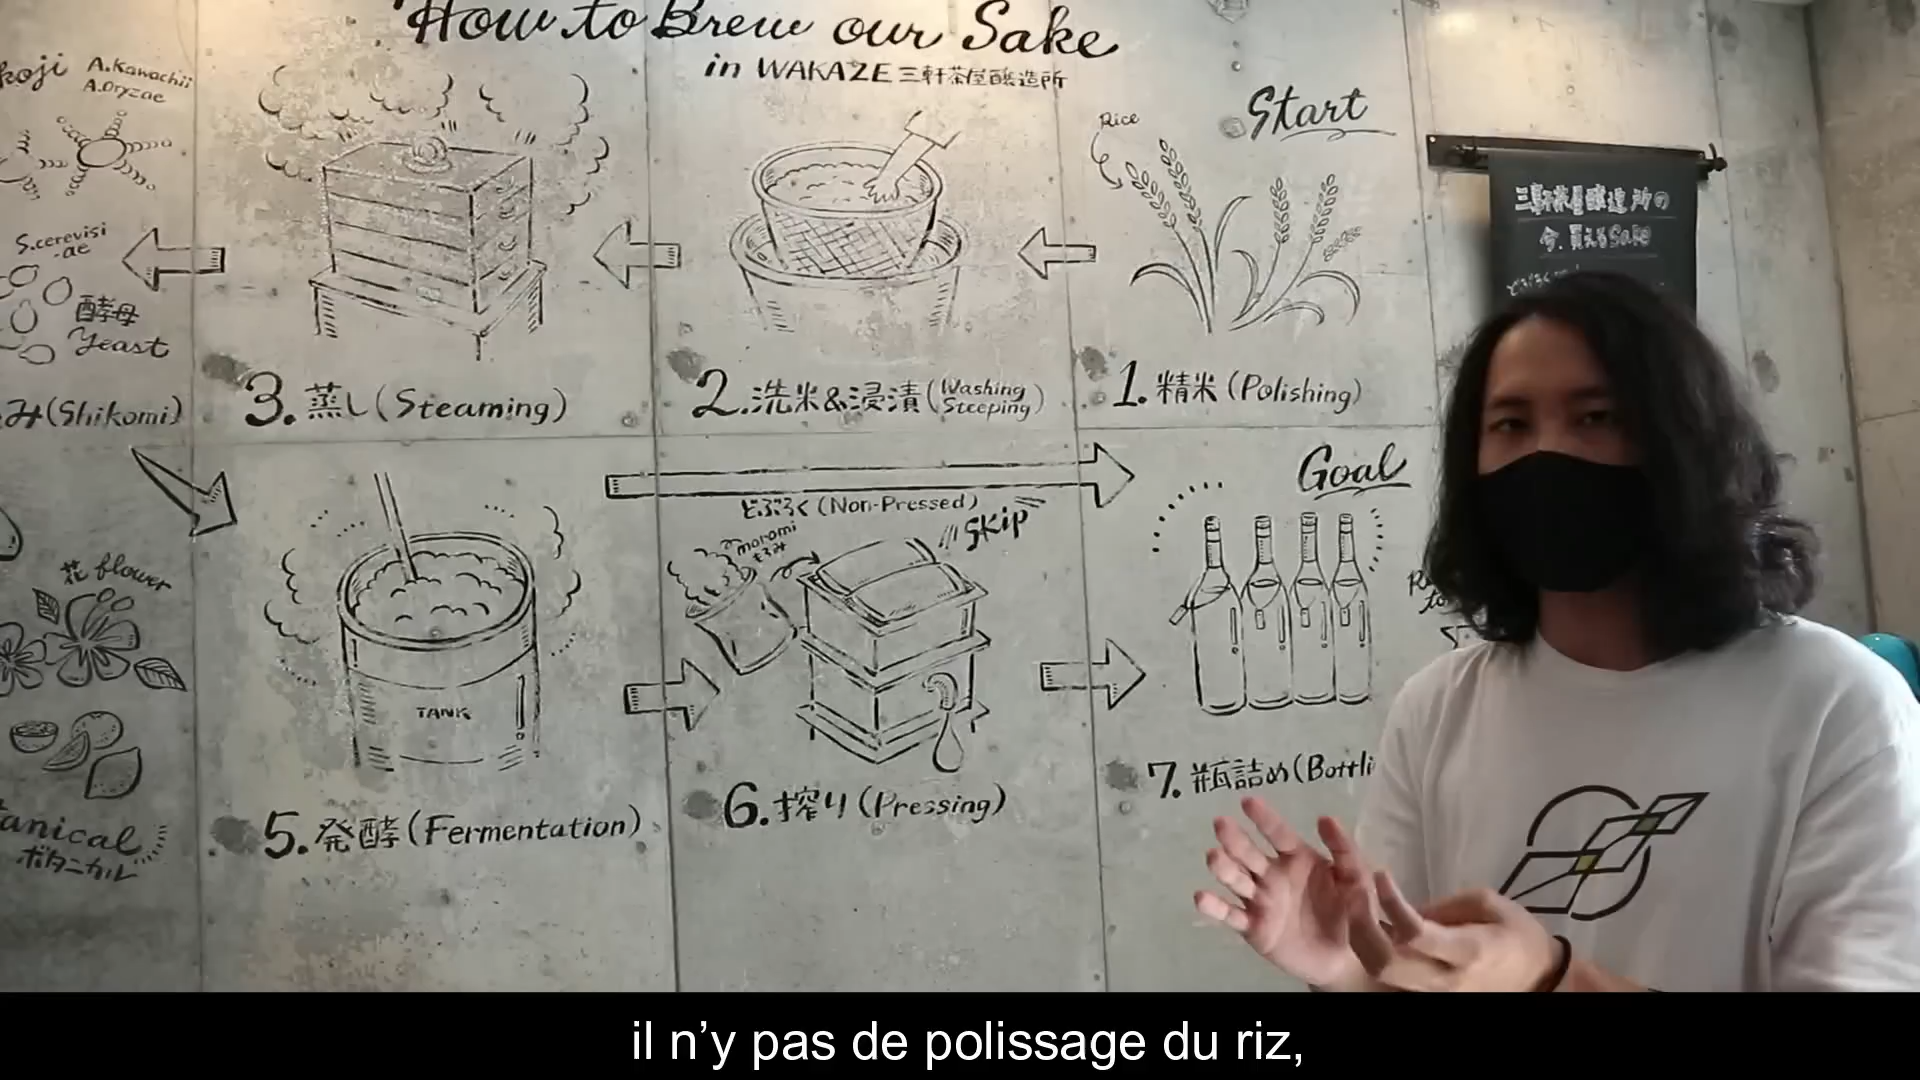 How to Brew our Sake
in WAKAZE 三軒茶屋醸造所
Start
Rice
1. 精米 (Polishing)
2. 洗米&浸漬 (Washing
Steeping)
3. 蒸し (Steaming)
koji A.Kawachii
A.Oryzae
S.cerevisi
-ae
酵母
Yeast
み (Shikomi)
花 flower
anical
ボタニカル
TANK
5. 発酵 (Fermentation)
どぶろく (Non-Pressed)
Skip
moromi
もろみ
6. 搾り (Pressing)
Goal
7. 瓶詰め (Bottli
三軒茶屋醸造所の
今、買えるSake
il n’y pas de polissage du riz,